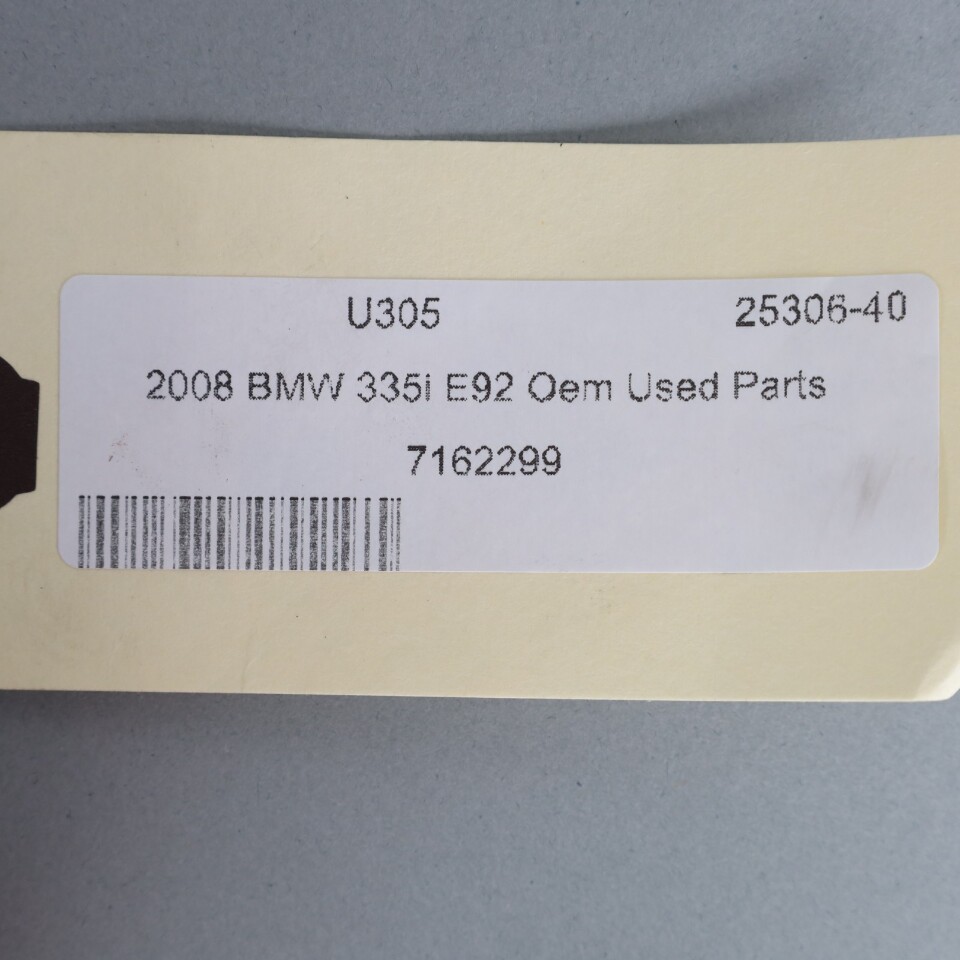 U305 25306-40
2008 BMW 335i E92 Oem Used Parts
7162299